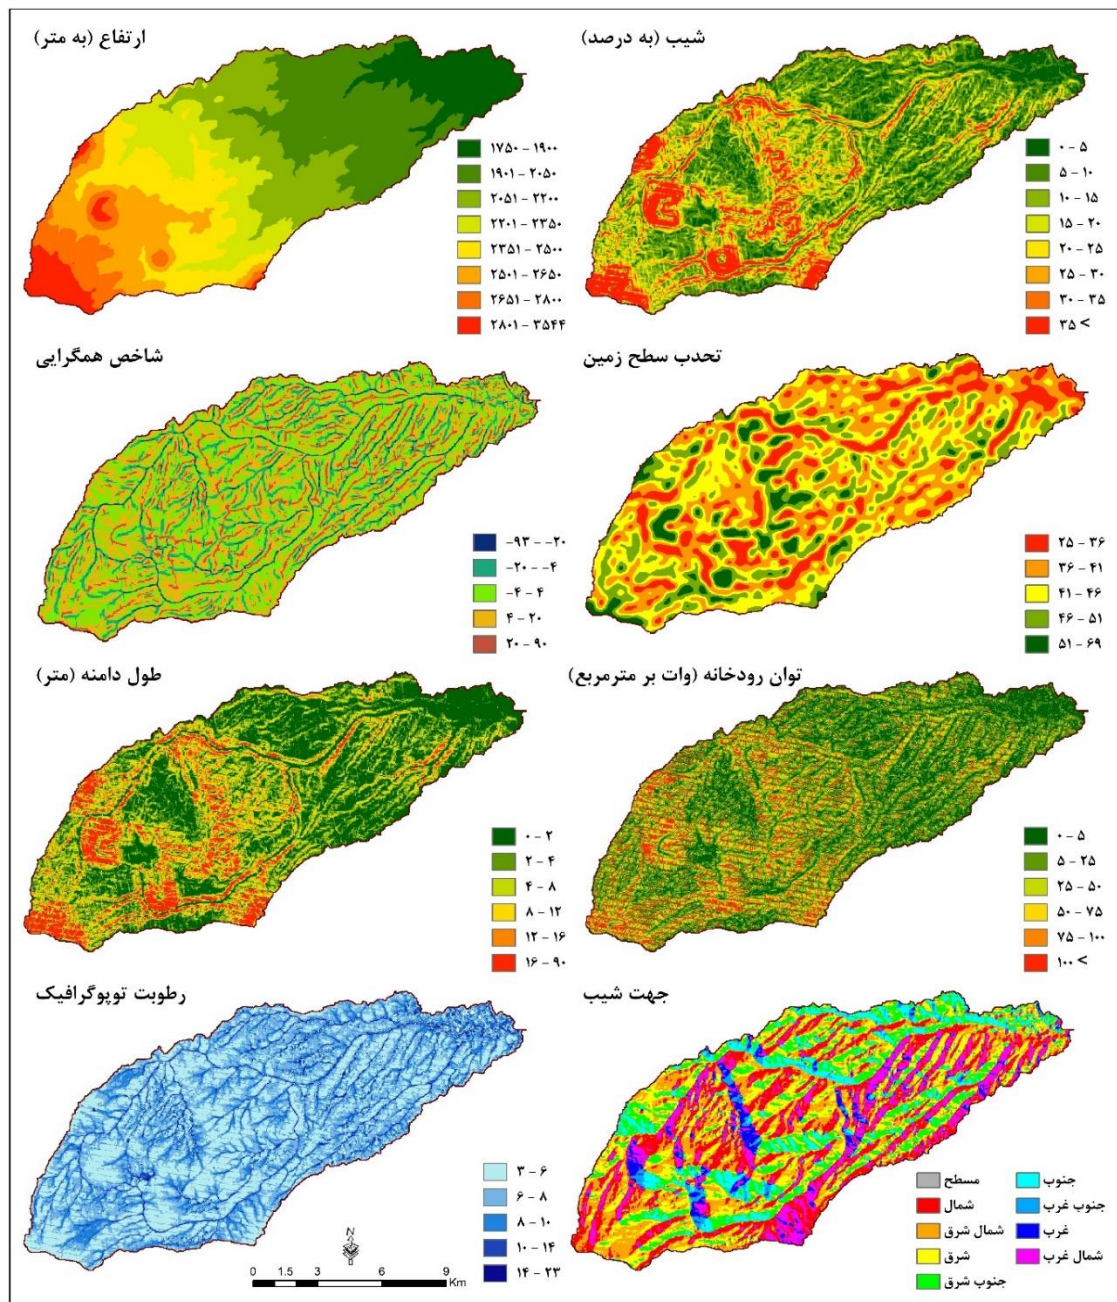 ارتفاع (به متر)
۱۷۵۰ - ۱۹۰۰
۱۹۰۱ - ۲۰۵۰
۲۰۵۱ - ۲۲۰۰
۲۲۰۱ - ۲۳۵۰
۲۳۵۱ - ۲۵۰۰
۲۵۰۱ - ۲۶۵۰
۲۶۵۱ - ۲۸۰۰
۲۸۰۱ - ۳۵۴۴
شیب (به درصد)
۰ - ۵
۵ - ۱۰
۱۰ - ۱۵
۱۵ - ۲۰
۲۰ - ۲۵
۲۵ - ۳۰
۳۰ - ۳۵
۳۵ <
شاخص همگرایی
-۹۳ - -۲۰
-۲۰ - -۴
-۴ - ۴
۴ - ۲۰
۲۰ - ۹۰
تحدب سطح زمین
۲۵ - ۳۶
۳۶ - ۴۱
۴۱ - ۴۶
۴۶ - ۵۱
۵۱ - ۶۹
طول دامنه (متر)
۰ - ۲
۲ - ۴
۴ - ۸
۸ - ۱۲
۱۲ - ۱۶
۱۶ - ۹۰
توان رودخانه (وات بر مترمربع)
۰ - ۵
۵ - ۲۵
۲۵ - ۵۰
۵۰ - ۷۵
۷۵ - ۱۰۰
۱۰۰ <
رطوبت توپوگرافیک
۳ - ۶
۶ - ۸
۸ - ۱۰
۱۰ - ۱۴
۱۴ - ۲۳
N
0 1.5 3 6 9
Km
جهت شیب
مسطح
شمال
شمال شرق
شرق
جنوب شرق
جنوب
جنوب غرب
غرب
شمال غرب